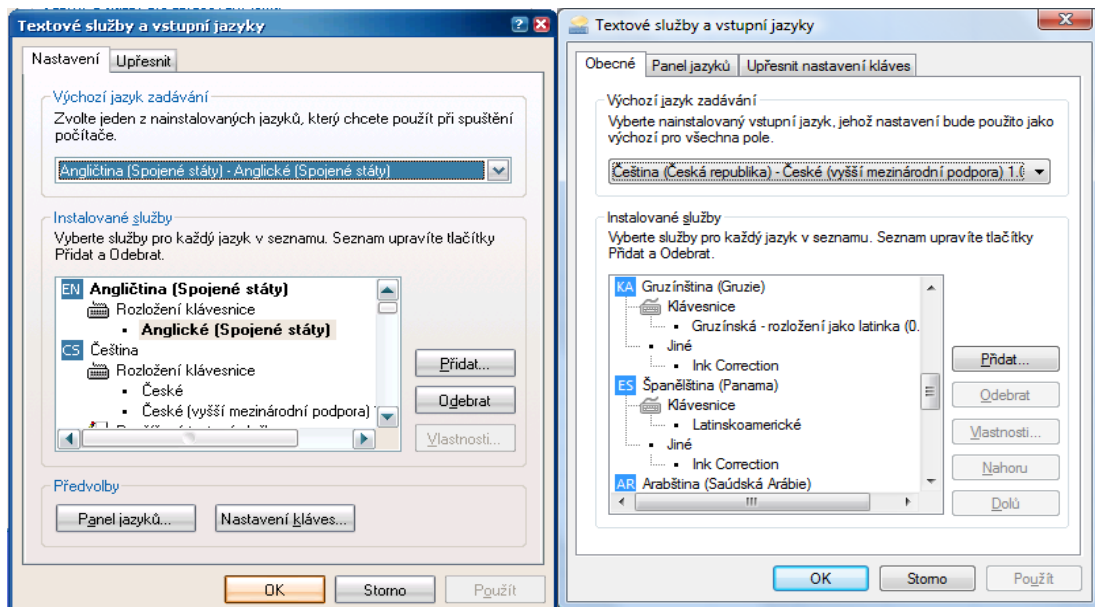 Textové služby a vstupní jazyky
Nastavení
Upřesnit
Výchozí jazyk zadávání
Zvolte jeden z nainstalovaných jazyků, který chcete použít při spuštění
počítače.
Angličtina (Spojené státy) - Anglické (Spojené státy)
Instalované služby
Vyberte služby pro každý jazyk v seznamu. Seznam upravíte tlačítky
Přidat a Odebrat.
EN Angličtina (Spojené státy)
Rozložení klávesnice
Anglické (Spojené státy)
CS Čeština
Rozložení klávesnice
České
České (vyšší mezinárodní podpora)
Přidat...
Odebrat
Vlastnosti...
Předvolby
Panel jazyků...
Nastavení kláves...
OK
Storno
Použít
Textové služby a vstupní jazyky
Obecné
Panel jazyků
Upřesnit nastavení kláves
Výchozí jazyk zadávání
Vyberte nainstalovaný vstupní jazyk, jehož nastavení bude použito jako
výchozí pro všechna pole.
Čeština (Česká republika) - České (vyšší mezinárodní podpora) 1.0
Instalované služby
Vyberte služby pro každý jazyk v seznamu. Seznam upravíte tlačítky
Přidat a Odebrat.
KA Gruzínština (Gruzie)
Klávesnice
Gruzínská - rozložení jako latinka (0.
Jiné
Ink Correction
ES Španělština (Panama)
Klávesnice
Latinskoamerické
Jiné
Ink Correction
AR Arabština (Saúdská Arábie)
Přidat...
Odebrat
Vlastnosti...
Nahoru
Dolů
OK
Storno
Použít